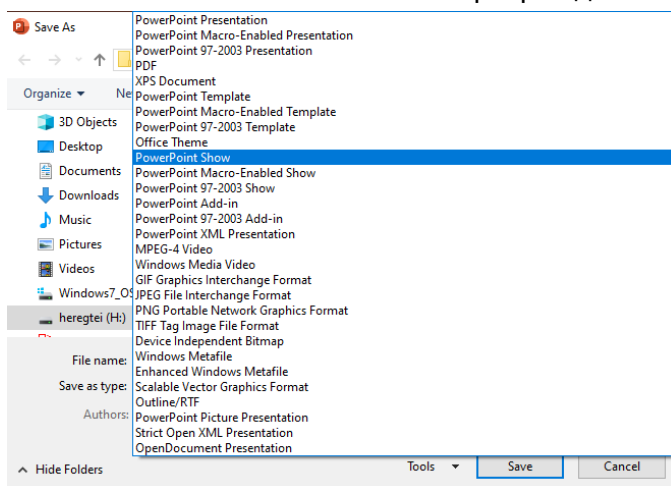 Save As
Organize
Ne
3D Objects
Desktop
Documents
Downloads
Music
Pictures
Videos
Windows7_OS
heregtei (H:)
PowerPoint Presentation
PowerPoint Macro-Enabled Presentation
PowerPoint 97-2003 Presentation
PDF
XPS Document
PowerPoint Template
PowerPoint Macro-Enabled Template
PowerPoint 97-2003 Template
Office Theme
PowerPoint Show
PowerPoint Macro-Enabled Show
PowerPoint 97-2003 Show
PowerPoint Add-in
PowerPoint 97-2003 Add-in
PowerPoint XML Presentation
MPEG-4 Video
Windows Media Video
GIF Graphics Interchange Format
JPEG File Interchange Format
PNG Portable Network Graphics Format
TIFF Tag Image File Format
Device Independent Bitmap
Windows Metafile
Enhanced Windows Metafile
Scalable Vector Graphics Format
Outline/RTF
PowerPoint Picture Presentation
Strict Open XML Presentation
OpenDocument Presentation
File name:
Save as type:
Authors:
Hide Folders
Tools
Save
Cancel